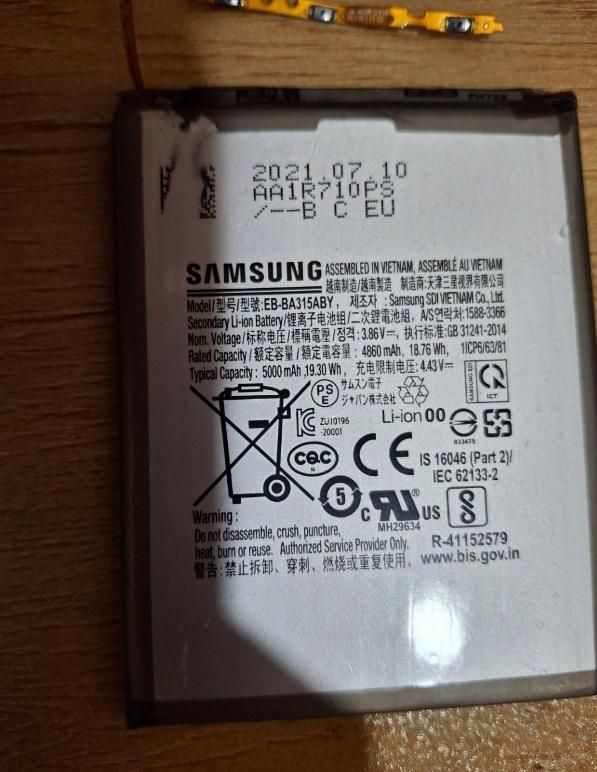 2021.07.10
AA1R710PS
/--B C EU
SAMSUNG ASSEMBLED IN VIETNAM, ASSEMBLÉ AU VIETNAM
越南制造/越南製造 制造商:天津三星视界有限公司
Model/型号/型號:EB-BA315ABY, 제조자: Samsung SDI VIETNAM Co., Ltd.
Secondary Li-ion Battery/锂离子电池组/二次鋰電池組, A/S연락처:1588-3366
Nom. Voltage/标称电压/標稱電壓/정격: 3.86V⎓, 执行标准:GB 31241-2014
Rated Capacity/额定容量/額定電容量: 4860 mAh, 18.76 Wh, 1ICP6/63/81
Typical Capacity: 5000 mAh,19.30 Wh, 充电限制电压: 4.43V⎓
PS
E
サムスン電子
ジャパン株式会社
SAMSUNG SDI
ICT
ZU10196
-20001
Li-ion 00
R33475
CQC
S
CE
IS 16046 (Part 2)/
IEC 62133-2
5
C RU® US
MH29634
R-41152579
www.bis.gov.in
Warning:
Do not disassemble, crush, puncture,
heat, burn or reuse. Authorized Service Provider Only.
警告:禁止拆卸、穿刺、燃烧或重复使用。